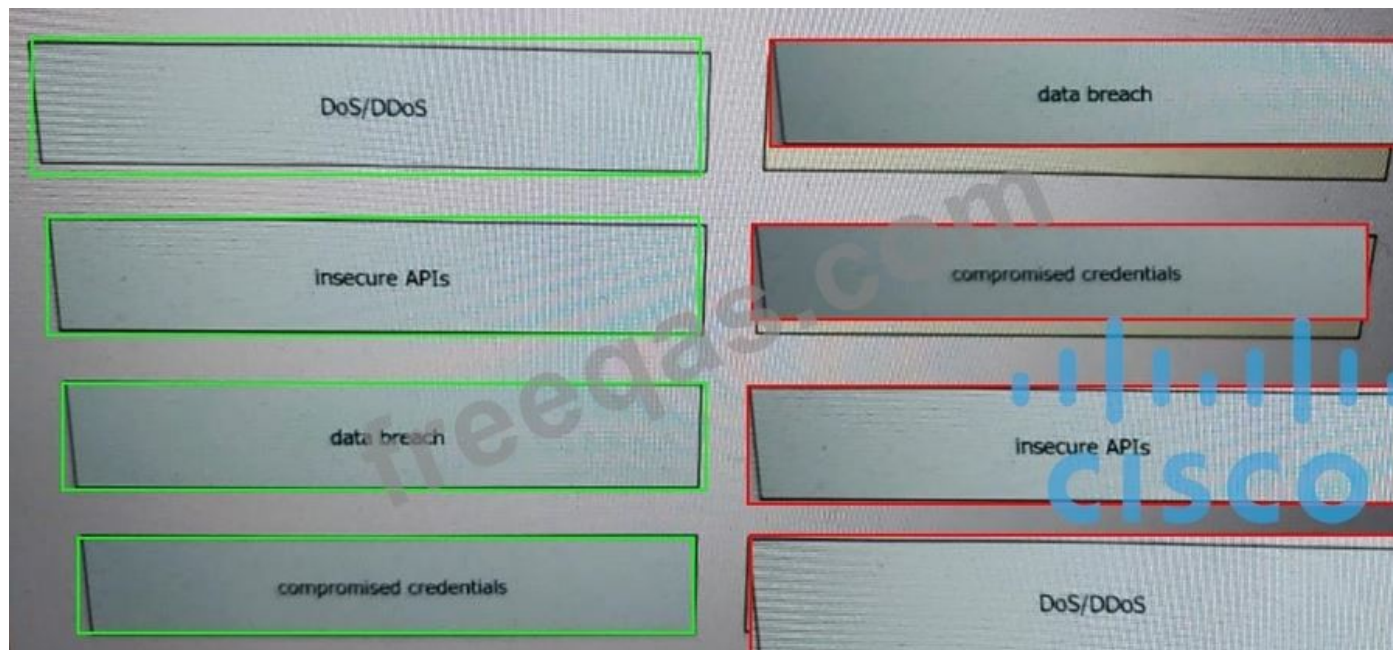 DoS/DDoS
data breach
insecure APIs
compromised credentials
data breach
insecure APIs
compromised credentials
DoS/DDoS
freeqas.com
CISCO